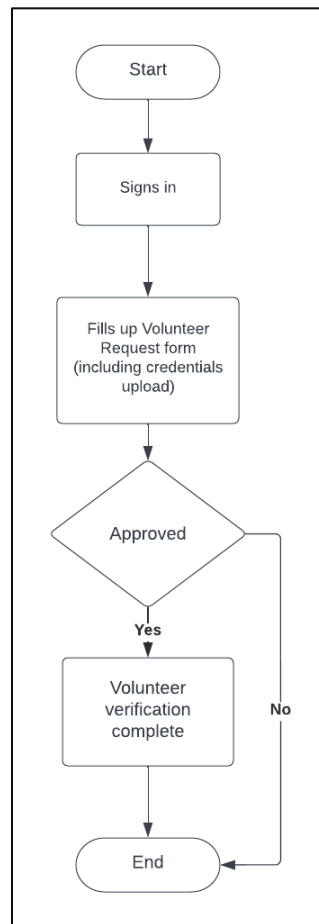 Start
Signs in
Fills up Volunteer
Request form
(including credentials
upload)
Approved
Yes
Volunteer
verification
complete
No
End